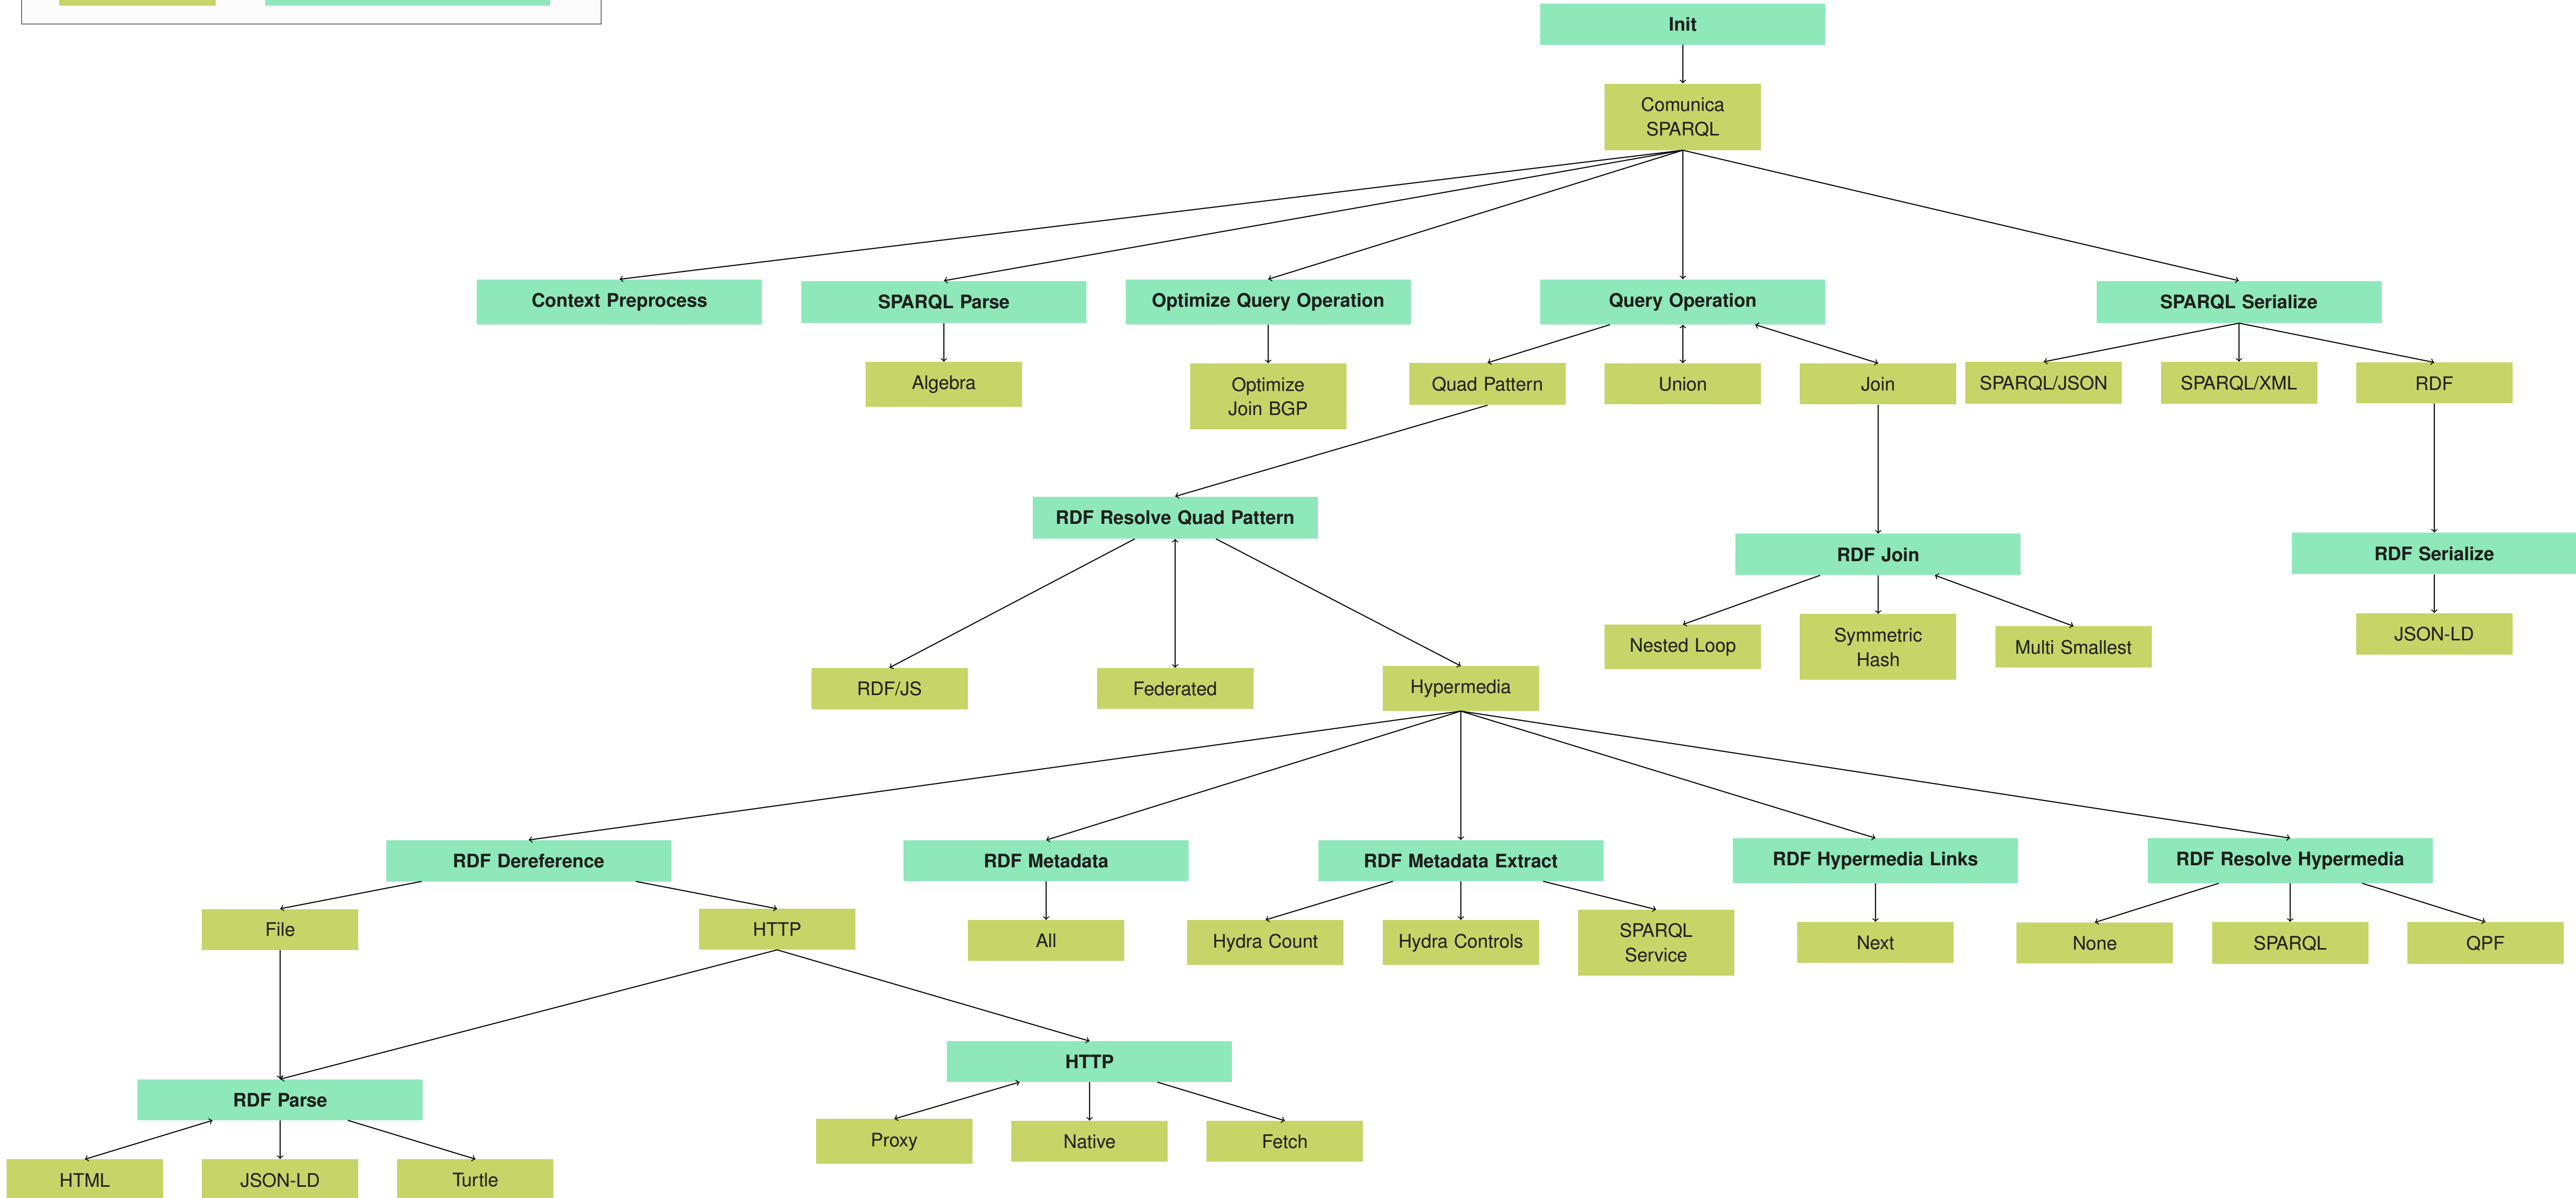 Init
Comunica
SPARQL
Context Preprocess
SPARQL Parse
Optimize Query Operation
Query Operation
SPARQL Serialize
Algebra
Optimize
Join BGP
Quad Pattern
Union
Join
SPARQL/JSON
SPARQL/XML
RDF
RDF Resolve Quad Pattern
RDF Join
RDF Serialize
Nested Loop
Symmetric
Hash
Multi Smallest
JSON-LD
RDF/JS
Federated
Hypermedia
RDF Dereference
RDF Metadata
RDF Metadata Extract
RDF Hypermedia Links
RDF Resolve Hypermedia
File
HTTP
All
Hydra Count
Hydra Controls
SPARQL
Service
Next
None
SPARQL
QPF
HTTP
RDF Parse
Proxy
Native
Fetch
HTML
JSON-LD
Turtle